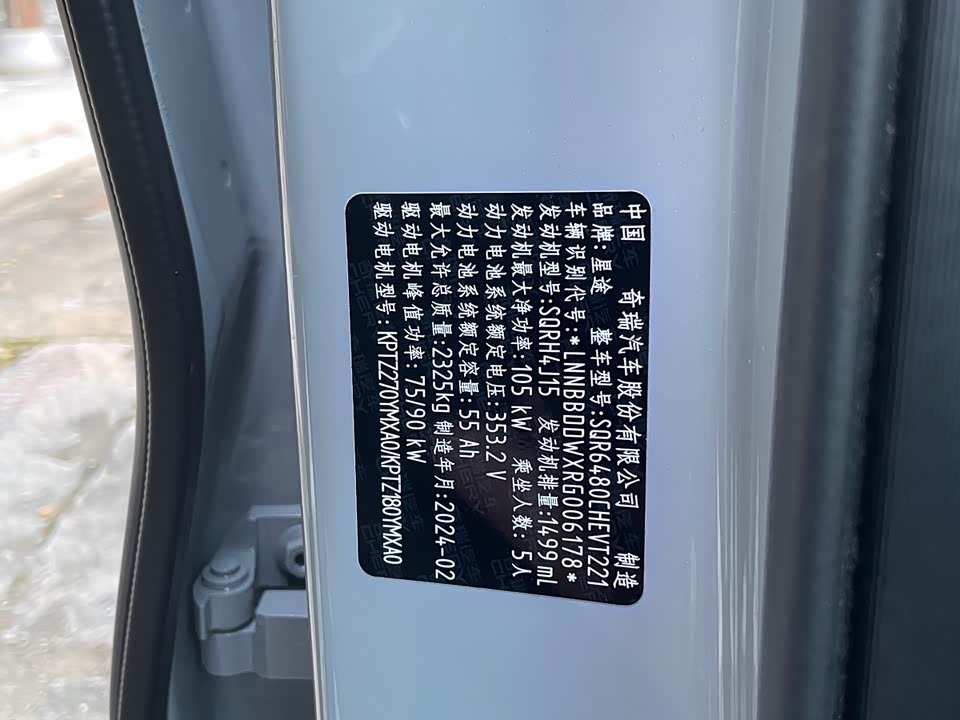 中国 奇瑞汽车股份有限公司 制造
品牌:星途 整车型号:SQR6480CHEVT221
车辆识别代号:*LNNBBDDWXRG006178*
发动机型号:SQRH4J15 发动机排量:1499mL
发动机最大净功率:105 kW 乘坐人数: 5人
动力电池系统额定电压:353.2 V
动力电池系统额定容量:55 Ah
最大允许总质量:2325kg 制造年月:2024-02
驱动电机峰值功率: 75/90 kW
驱动电机型号: KPTZ270YMXA0/KPTZ180YMXA0